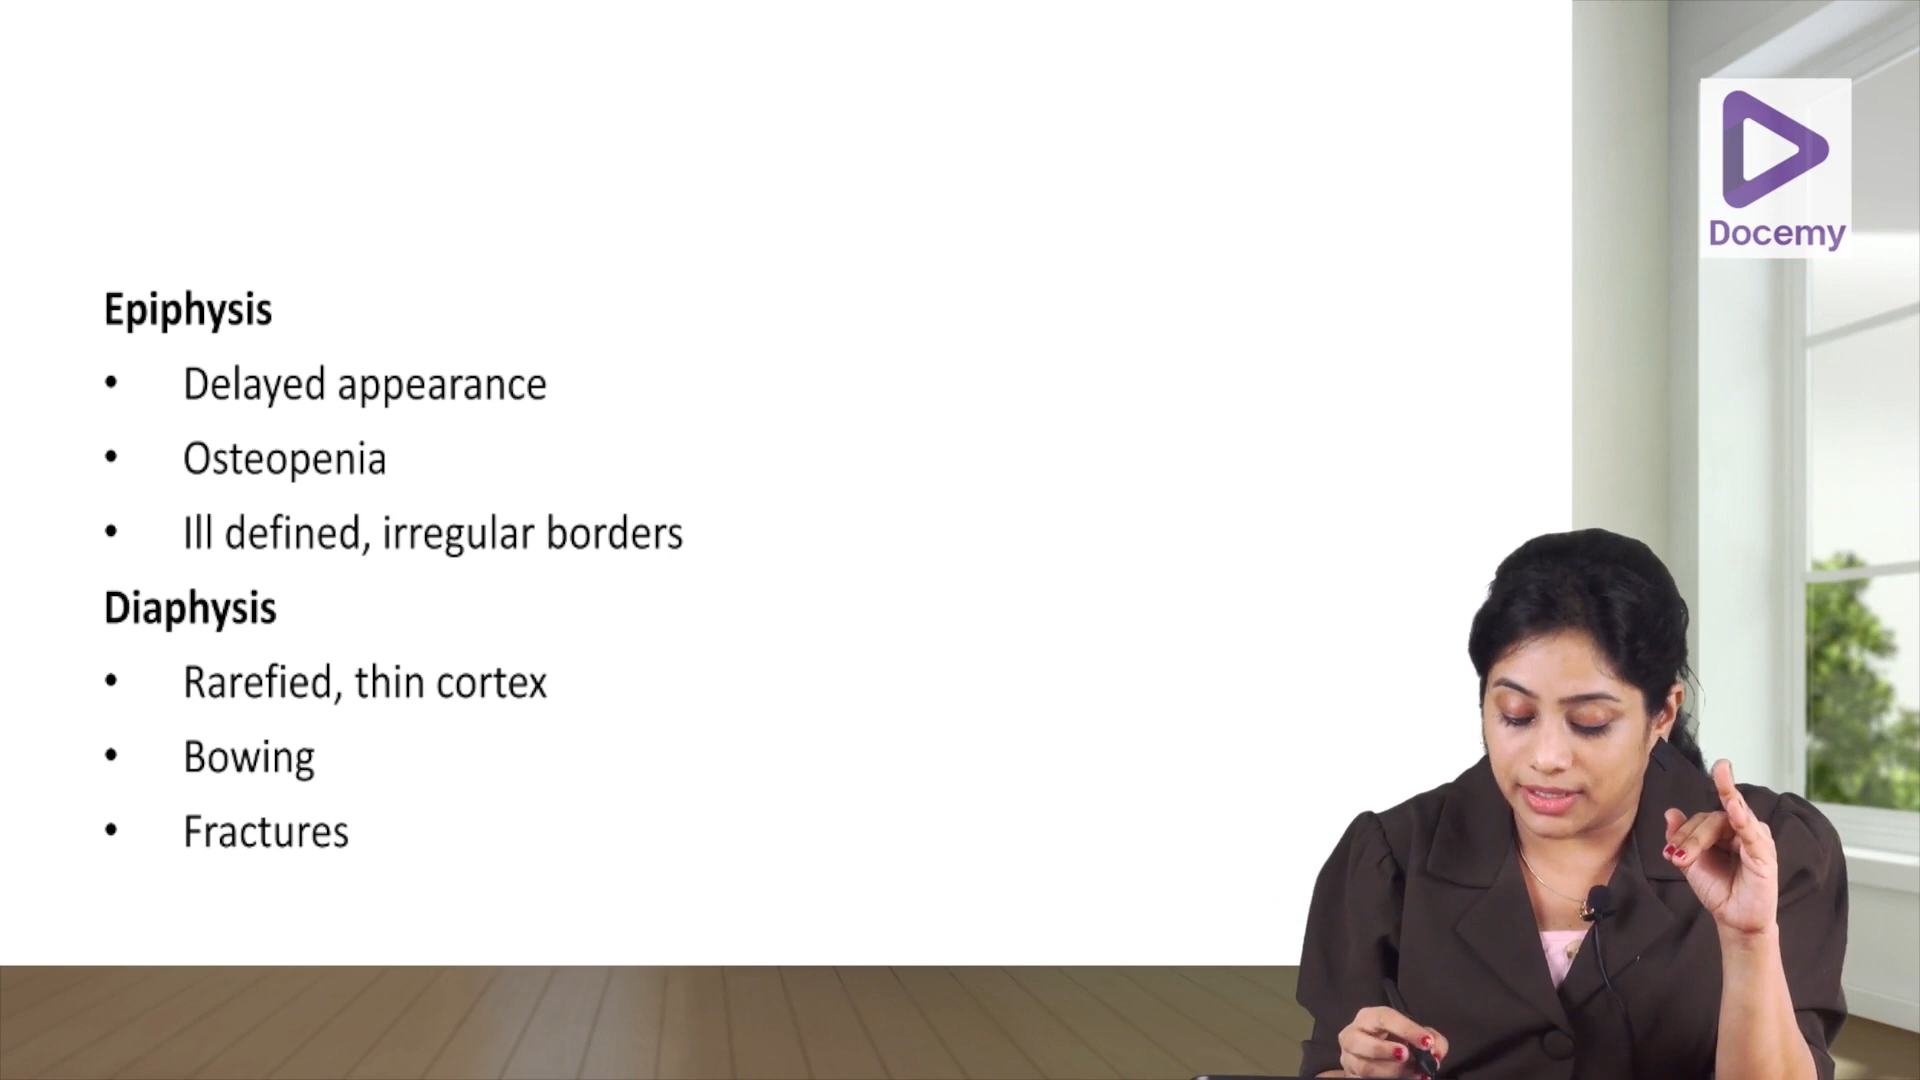 Docemy
Epiphysis
• Delayed appearance
• Osteopenia
• Ill defined, irregular borders
Diaphysis
• Rarefied, thin cortex
• Bowing
• Fractures